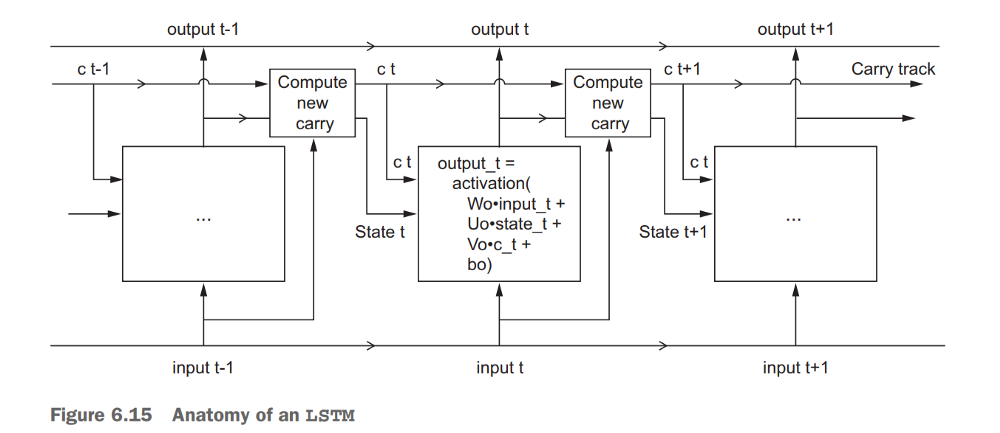 output t-1
output t
output t+1
c t-1
Compute
new
carry
c t
Compute
new
carry
c t+1
Carry track
...
c t
output_t =
activation(
Wo•input_t +
Uo•state_t +
Vo•c_t +
bo)
State t
c t
...
State t+1
input t-1
input t
input t+1
Figure 6.15 Anatomy of an LSTM